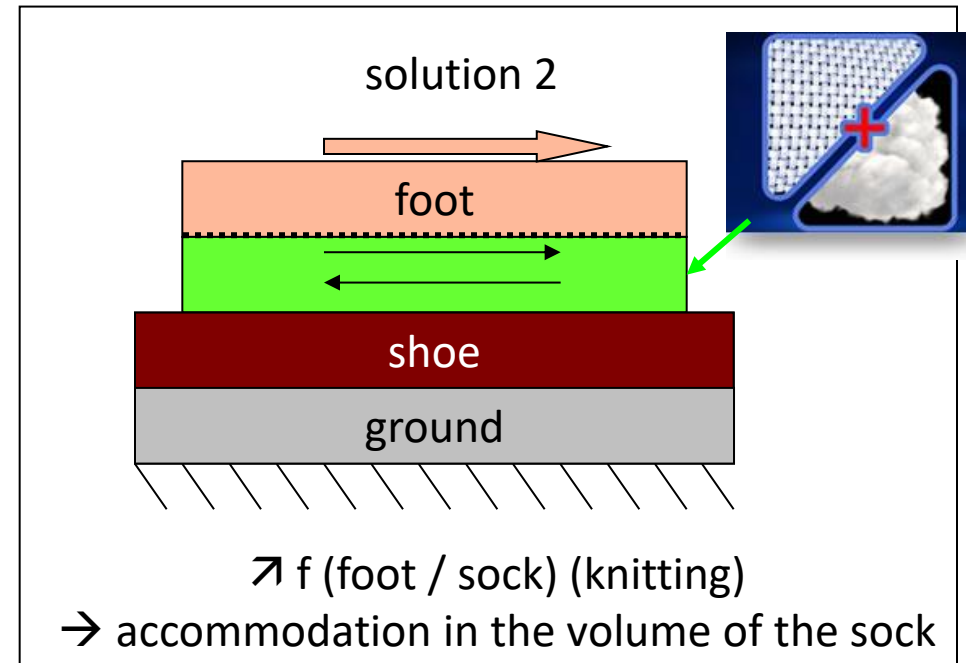 solution 2
foot
shoe
ground
↗ f (foot / sock) (knitting)
→ accommodation in the volume of the sock